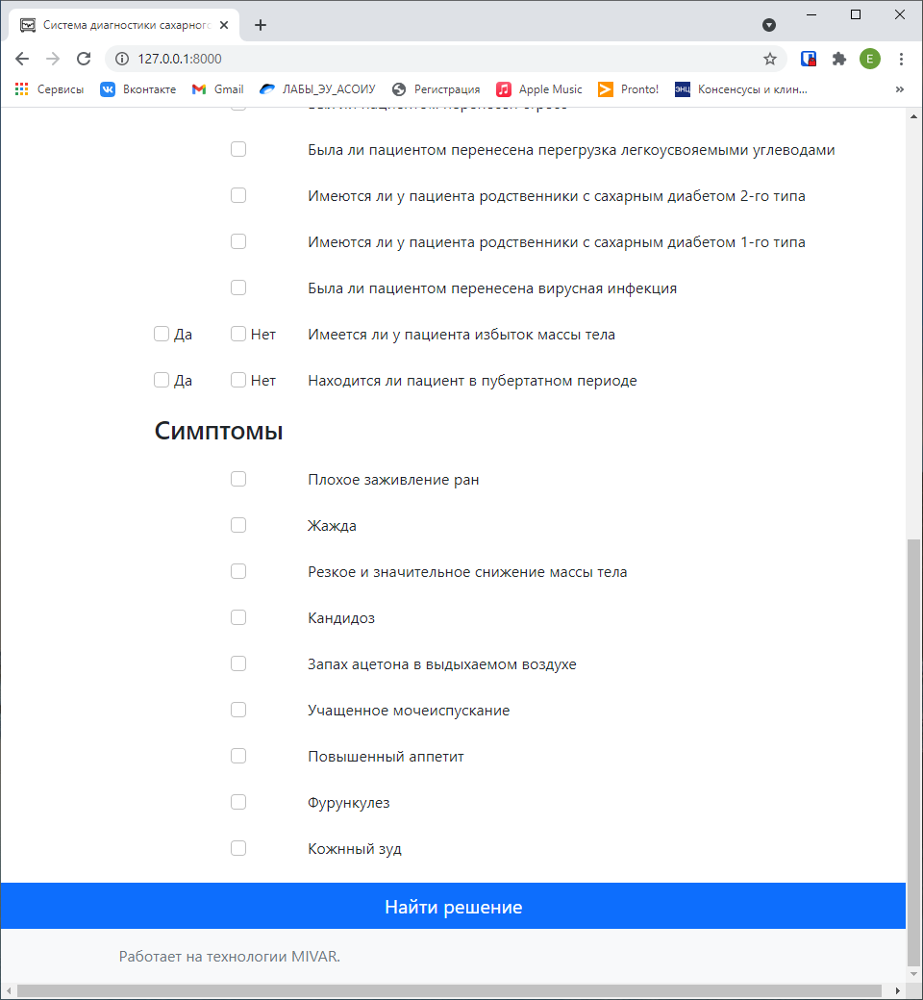 Система диагностики сахарног
127.0.0.1:8000
E
Сервисы Вконтакте Gmail ЛАБЫ_ЭУ_АСОИУ Регистрация Apple Music Pronto! ЭНЦ Консенсусы и клин...
Была ли пациентом перенесена перегрузка легкоусвояемыми углеводами
Имеются ли у пациента родственники с сахарным диабетом 2-го типа
Имеются ли у пациента родственники с сахарным диабетом 1-го типа
Была ли пациентом перенесена вирусная инфекция
Да Нет Имеется ли у пациента избыток массы тела
Да Нет Находится ли пациент в пубертатном периоде
Симптомы
Плохое заживление ран
Жажда
Резкое и значительное снижение массы тела
Кандидоз
Запах ацетона в выдыхаемом воздухе
Учащенное мочеиспускание
Повышенный аппетит
Фурункулез
Кожнный зуд
Найти решение
Работает на технологии MIVAR.